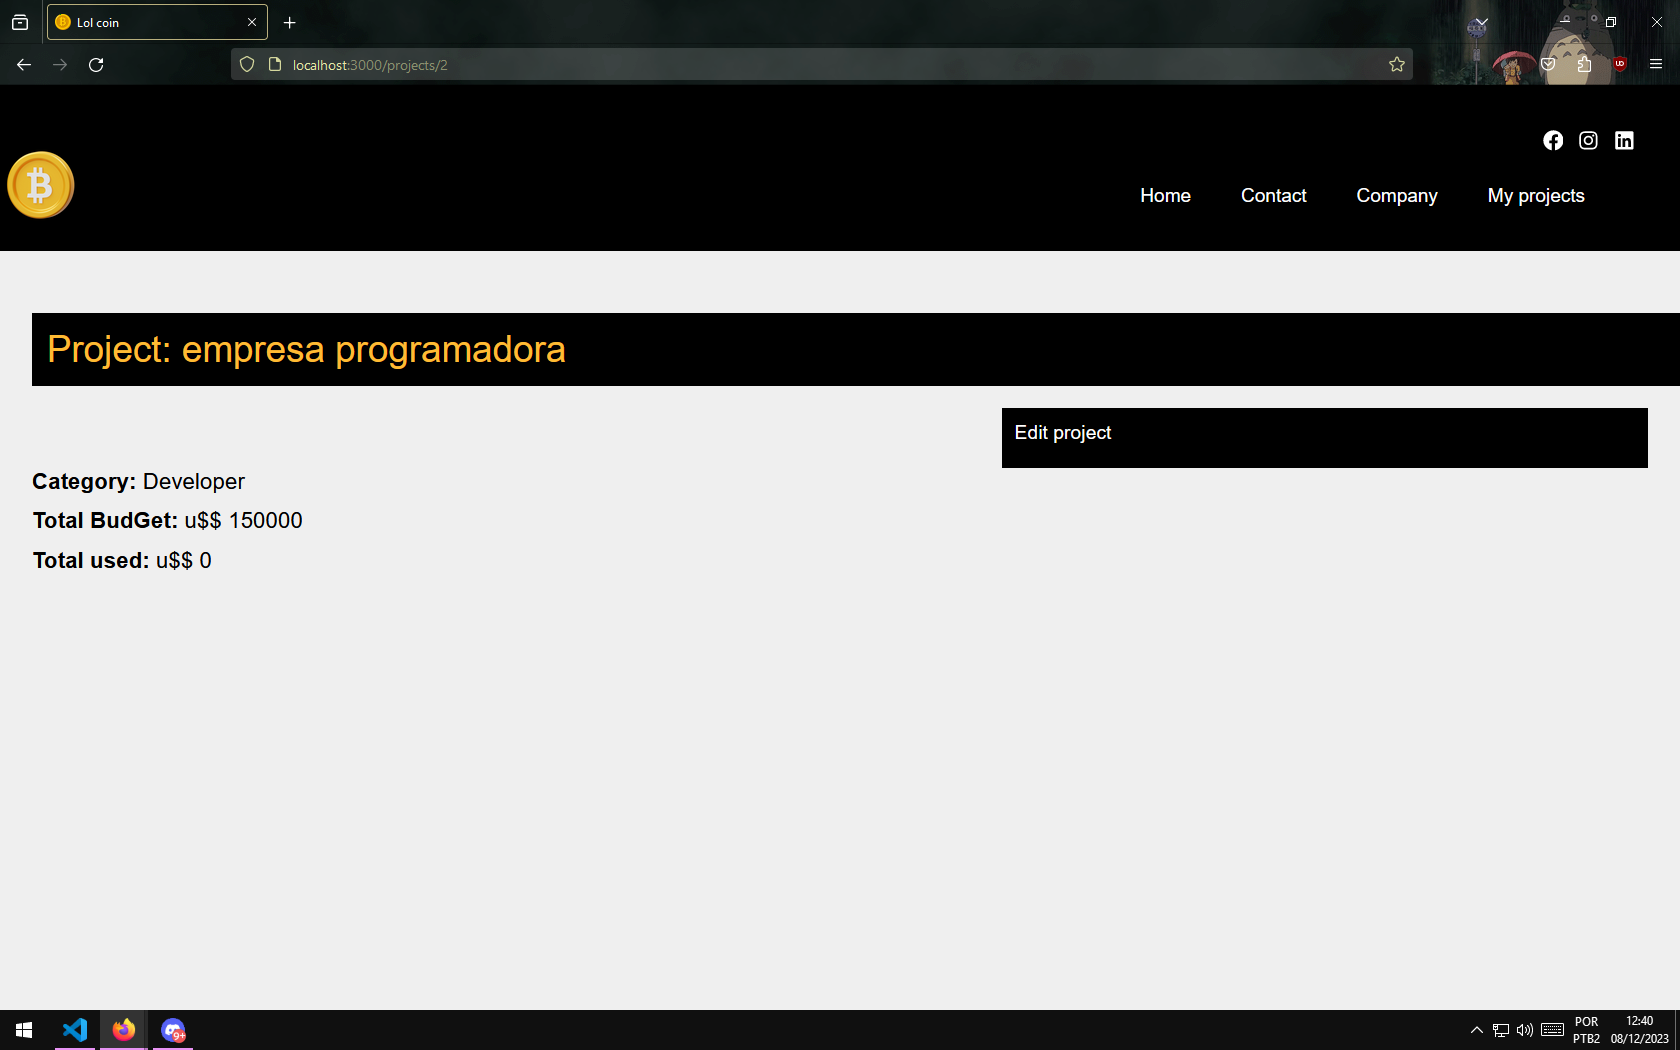 Lol coin
localhost:3000/projects/2
Home Contact Company My projects
Project: empresa programadora
Edit project
Category: Developer
Total BudGet: u$$ 150000
Total used: u$$ 0
9+
POR 12:40
PTB2 08/12/2023